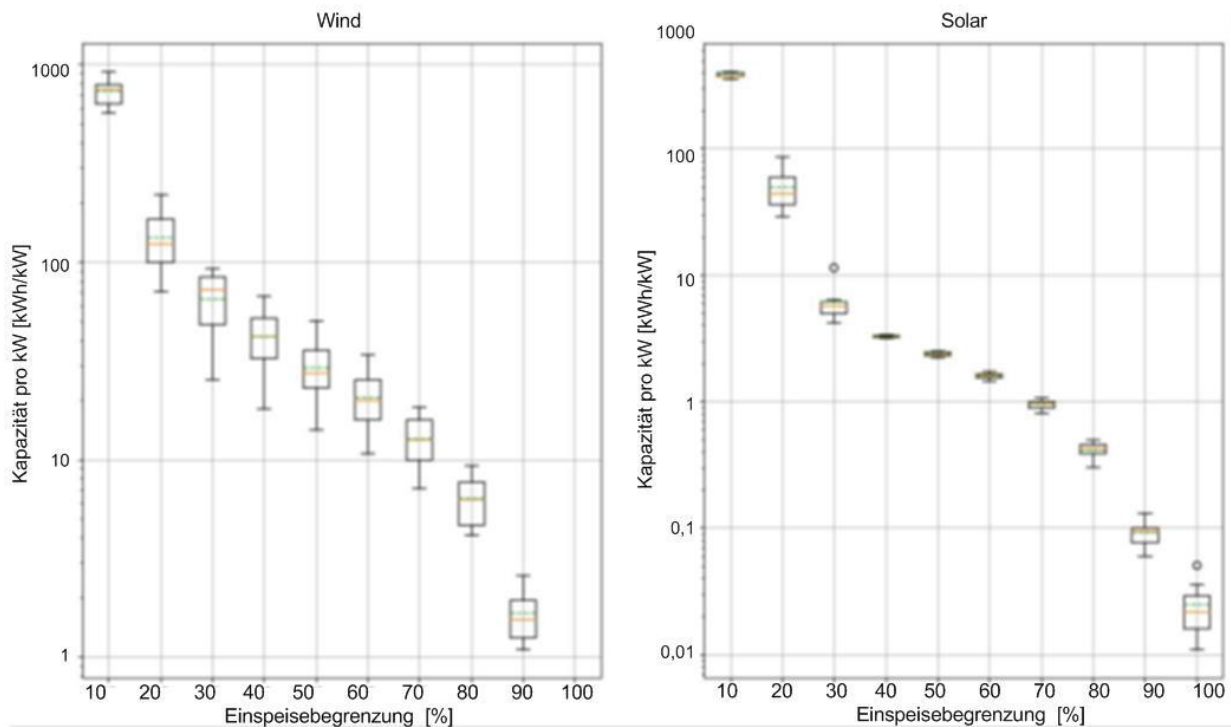 Wind
Kapazität pro kW [kWh/kW]
1000
100
10
1
10 20 30 40 50 60 70 80 90 100
Einspeisebegrenzung [%]
Solar
Kapazität pro kW [kWh/kW]
1000
100
10
1
0,1
0,01
10 20 30 40 50 60 70 80 90 100
Einspeisebegrenzung [%]